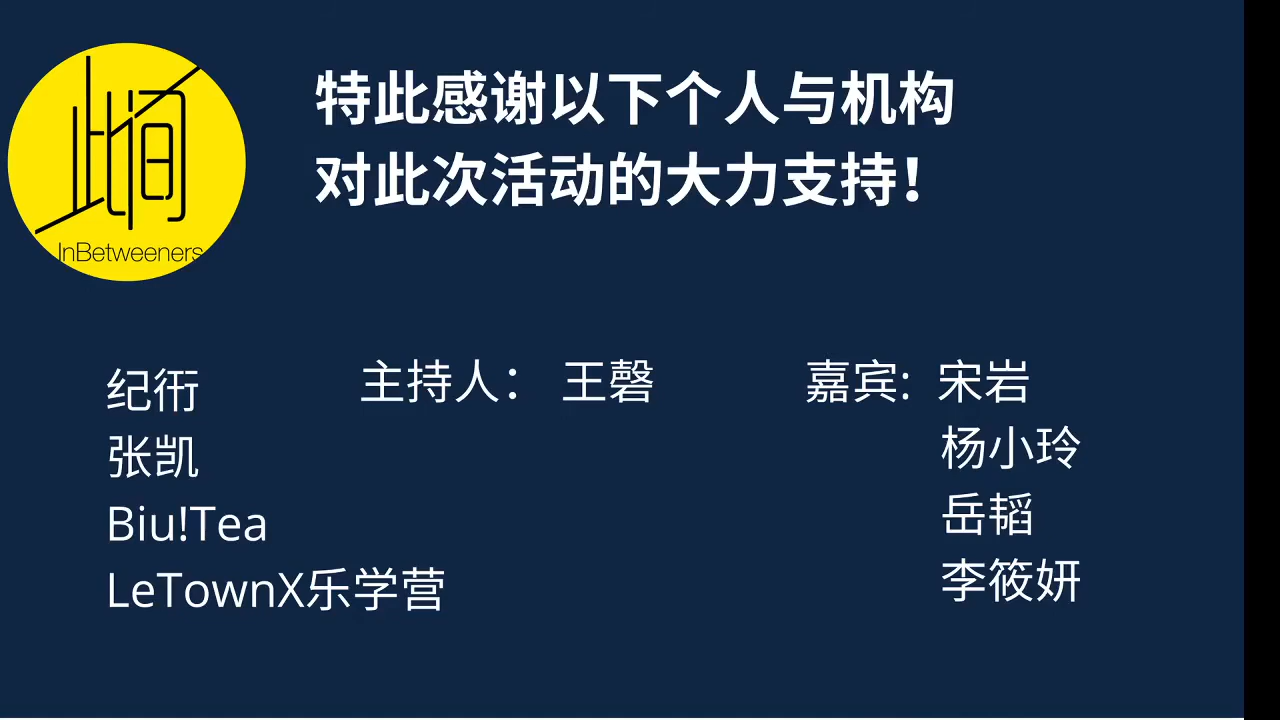 此间
InBetweeners
特此感谢以下个人与机构
对此次活动的大力支持！
纪衎
张凯
Biu!Tea
LeTownX乐学营
主持人： 王磬
嘉宾: 宋岩
杨小玲
岳韬
李筱妍